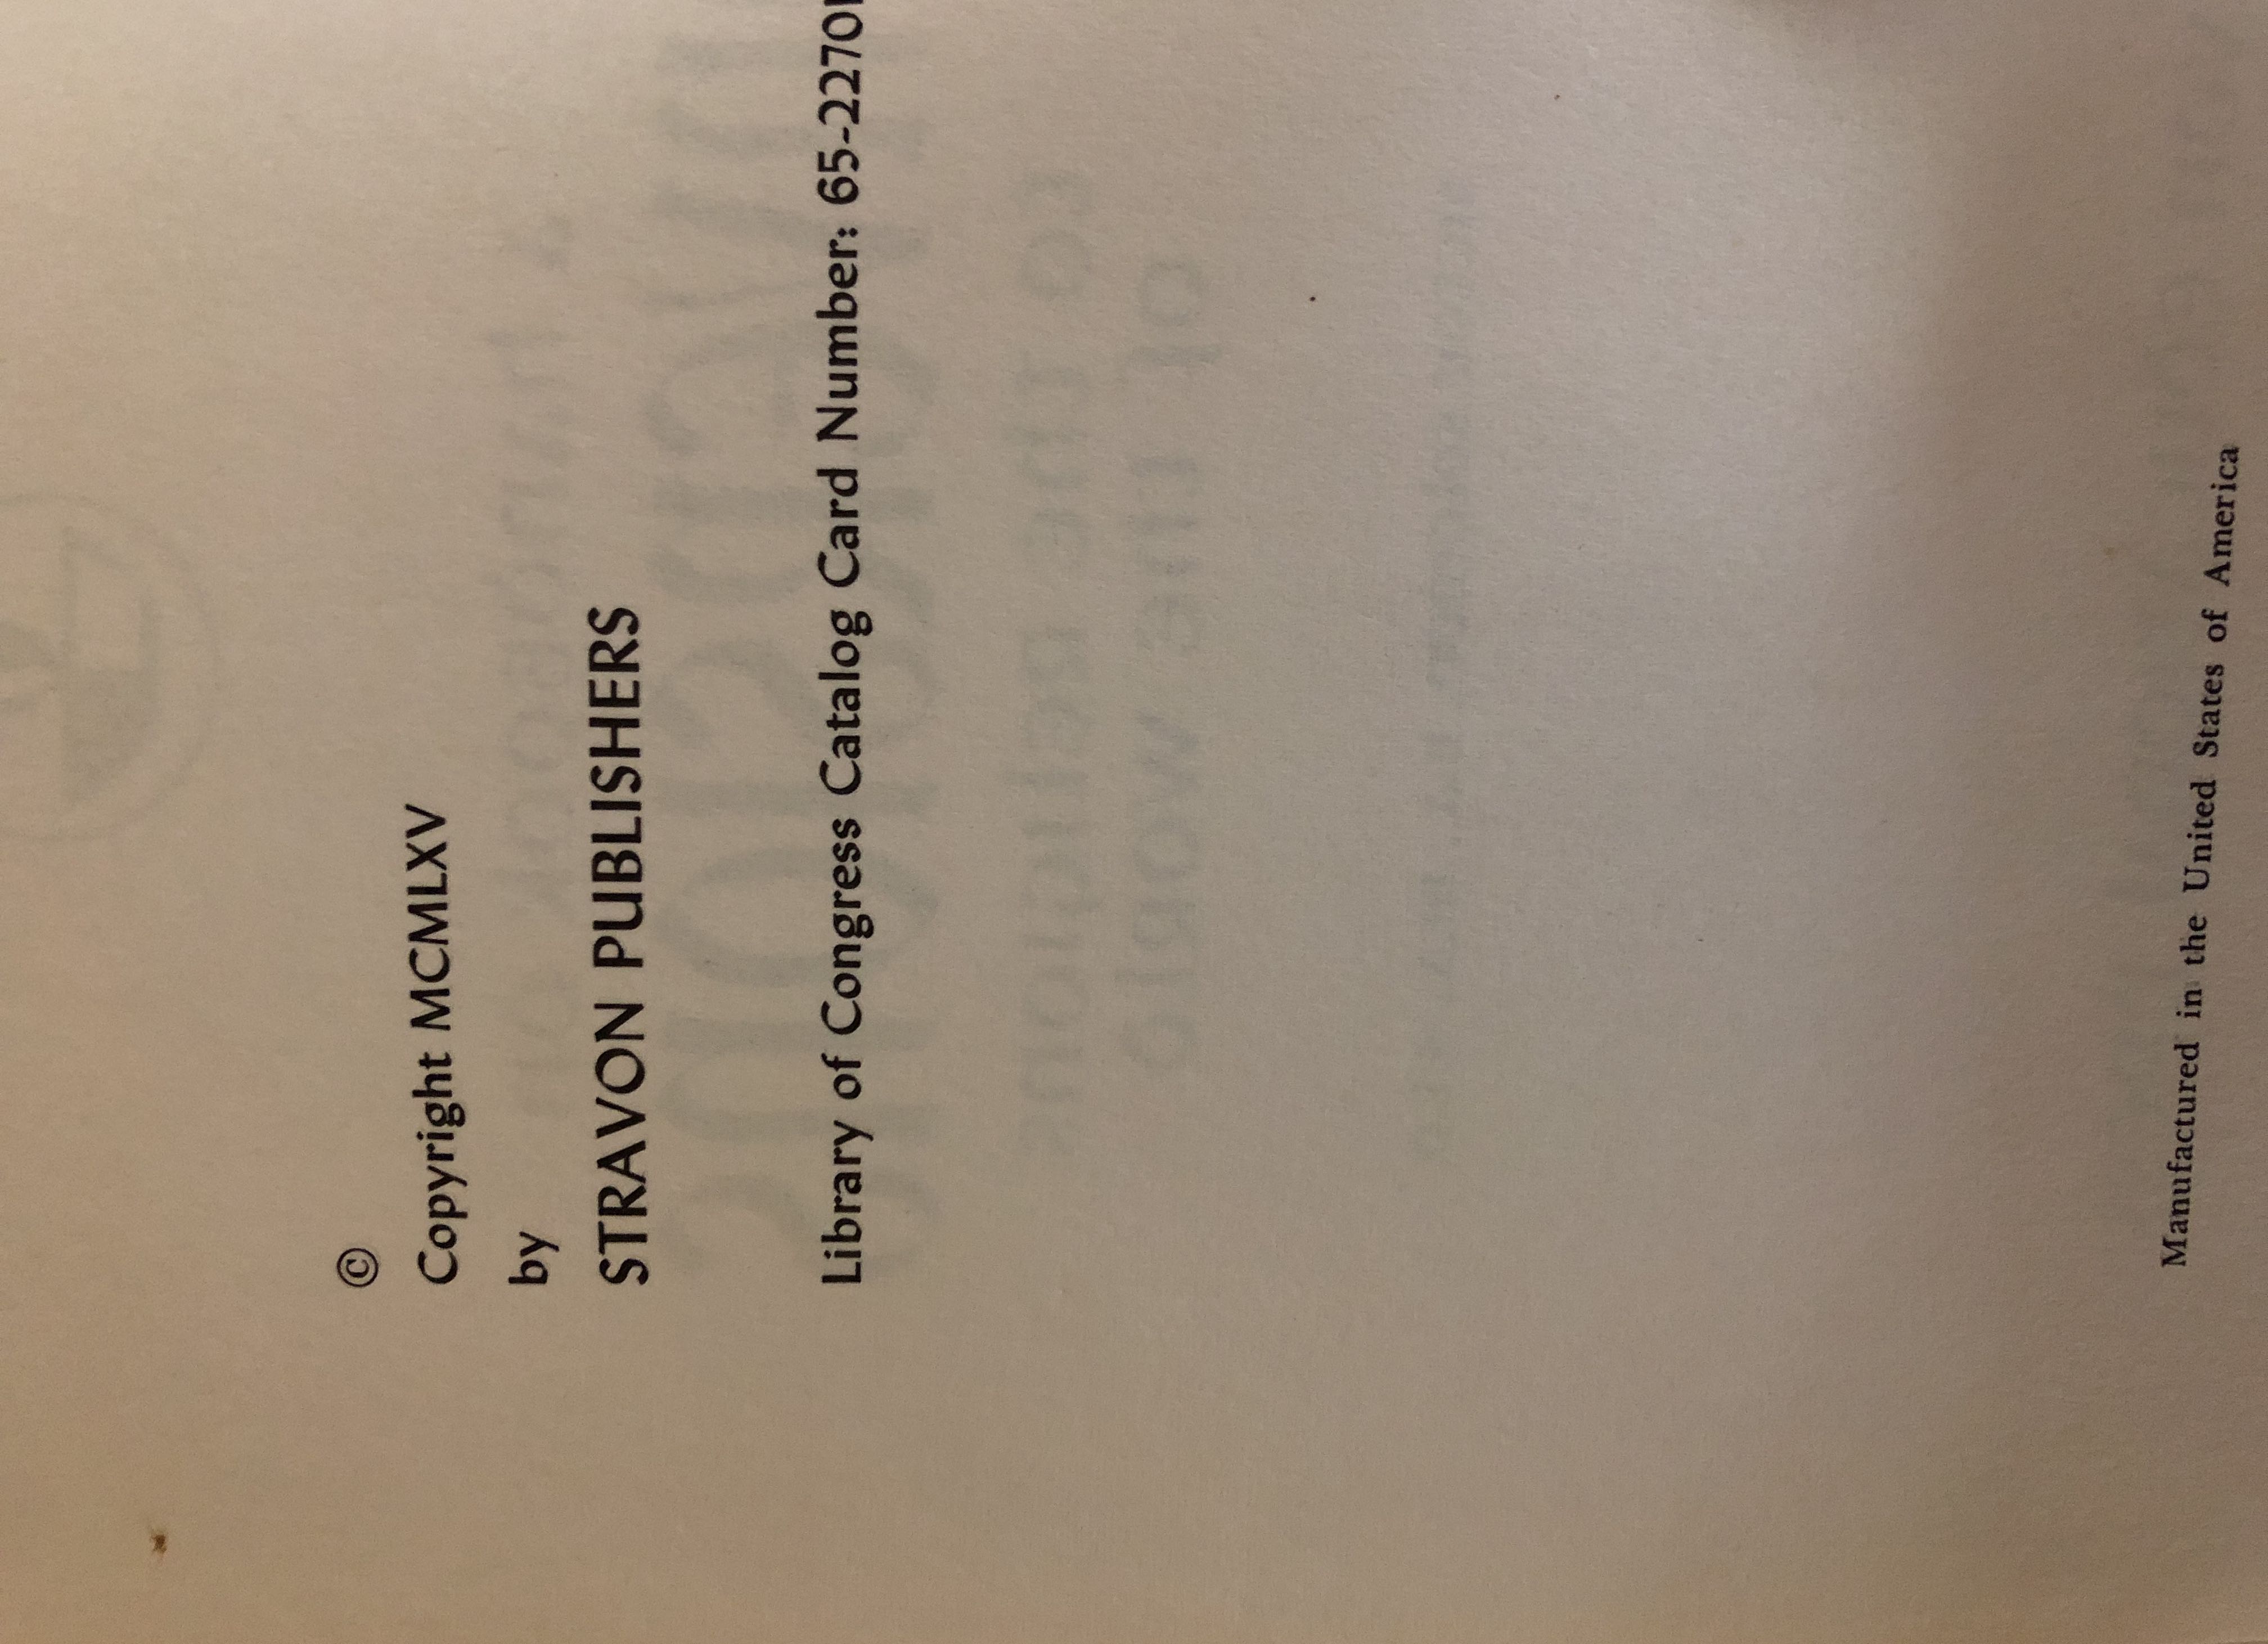 ©
Copyright MCMLXV
by
STRAVON PUBLISHERS
Library of Congress Catalog Card Number: 65-2270
Manufactured in the United States of America